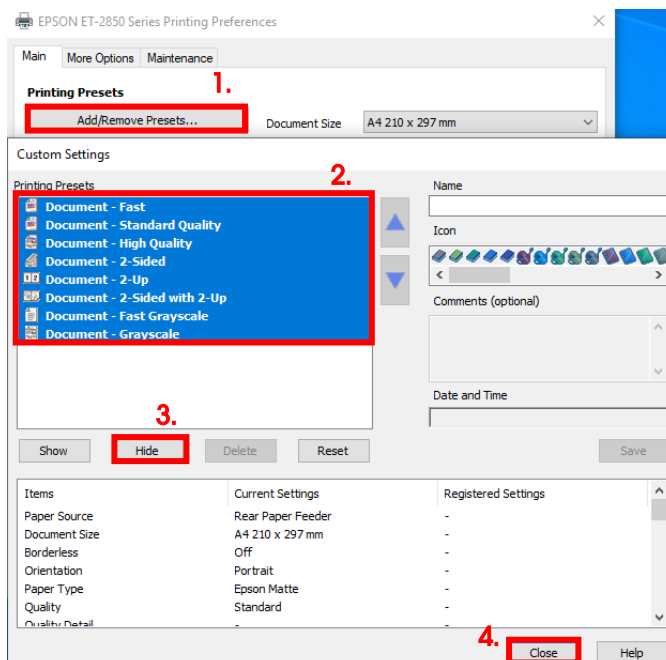 EPSON ET-2850 Series Printing Preferences
Main More Options Maintenance
1.
Printing Presets
Add/Remove Presets... Document Size A4 210 x 297 mm
Custom Settings
2.
Printing Presets Name
Document - Fast
Document - Standard Quality Icon
Document - High Quality
Document - 2-Sided
Document - 2-Up
Document - 2-Sided with 2-Up Comments (optional)
Document - Fast Grayscale
Document - Grayscale
Date and Time
3.
Show Hide Delete Reset Save
Items Current Settings Registered Settings
Paper Source Rear Paper Feeder -
Document Size A4 210 x 297 mm -
Borderless Off -
Orientation Portrait -
Paper Type Epson Matte -
Quality Standard -
Quality Detail - -
4.
Close Help